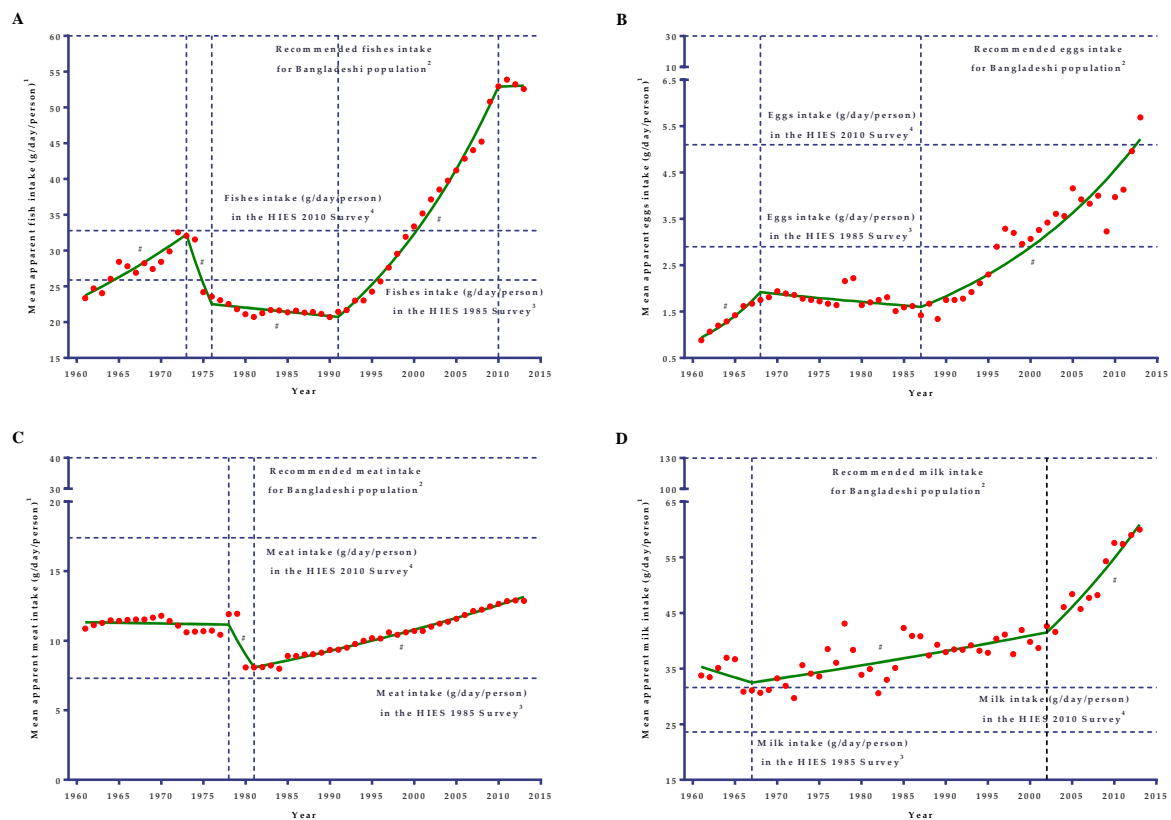 A
Mean apparent fish intake (g/day/person)1
60
55
50
45
40
35
30
25
20
15
Recommended fishes intake
for Bangladeshi population2
Fishes intake (g/day/person)
in the HIES 2010 Survey4
Fishes intake (g/day/person)
in the HIES 1985 Survey3
#
#
#
#
1960 1965 1970 1975 1980 1985 1990 1995 2000 2005 2010 2015
Year
B
Mean apparent eggs intake (g/day/person)1
30
10
6.5
5.5
4.5
3.5
2.5
1.5
0.5
Recommended eggs intake
for Bangladeshi population2
Eggs intake (g/day/person)
in the HIES 2010 Survey4
Eggs intake (g/day/person)
in the HIES 1985 Survey3
#
#
1960 1965 1970 1975 1980 1985 1990 1995 2000 2005 2010 2015
Year
C
Mean apparent meat intake (g/day/person)1
40
30
20
15
10
5
0
Recommended meat intake
for Bangladeshi population2
Meat intake (g/day/person)
in the HIES 2010 Survey4
#
#
Meat intake (g/day/person)
in the HIES 1985 Survey3
1960 1965 1970 1975 1980 1985 1990 1995 2000 2005 2010 2015
Year
D
Mean apparent milk intake (g/day/person)1
130
100
65
55
45
35
25
15
Recommended milk intake
for Bangladeshi population2
#
#
Milk intake (g/day/person)
in the HIES 2010 Survey4
Milk intake (g/day/person)
in the HIES 1985 Survey3
1960 1965 1970 1975 1980 1985 1990 1995 2000 2005 2010 2015
Year